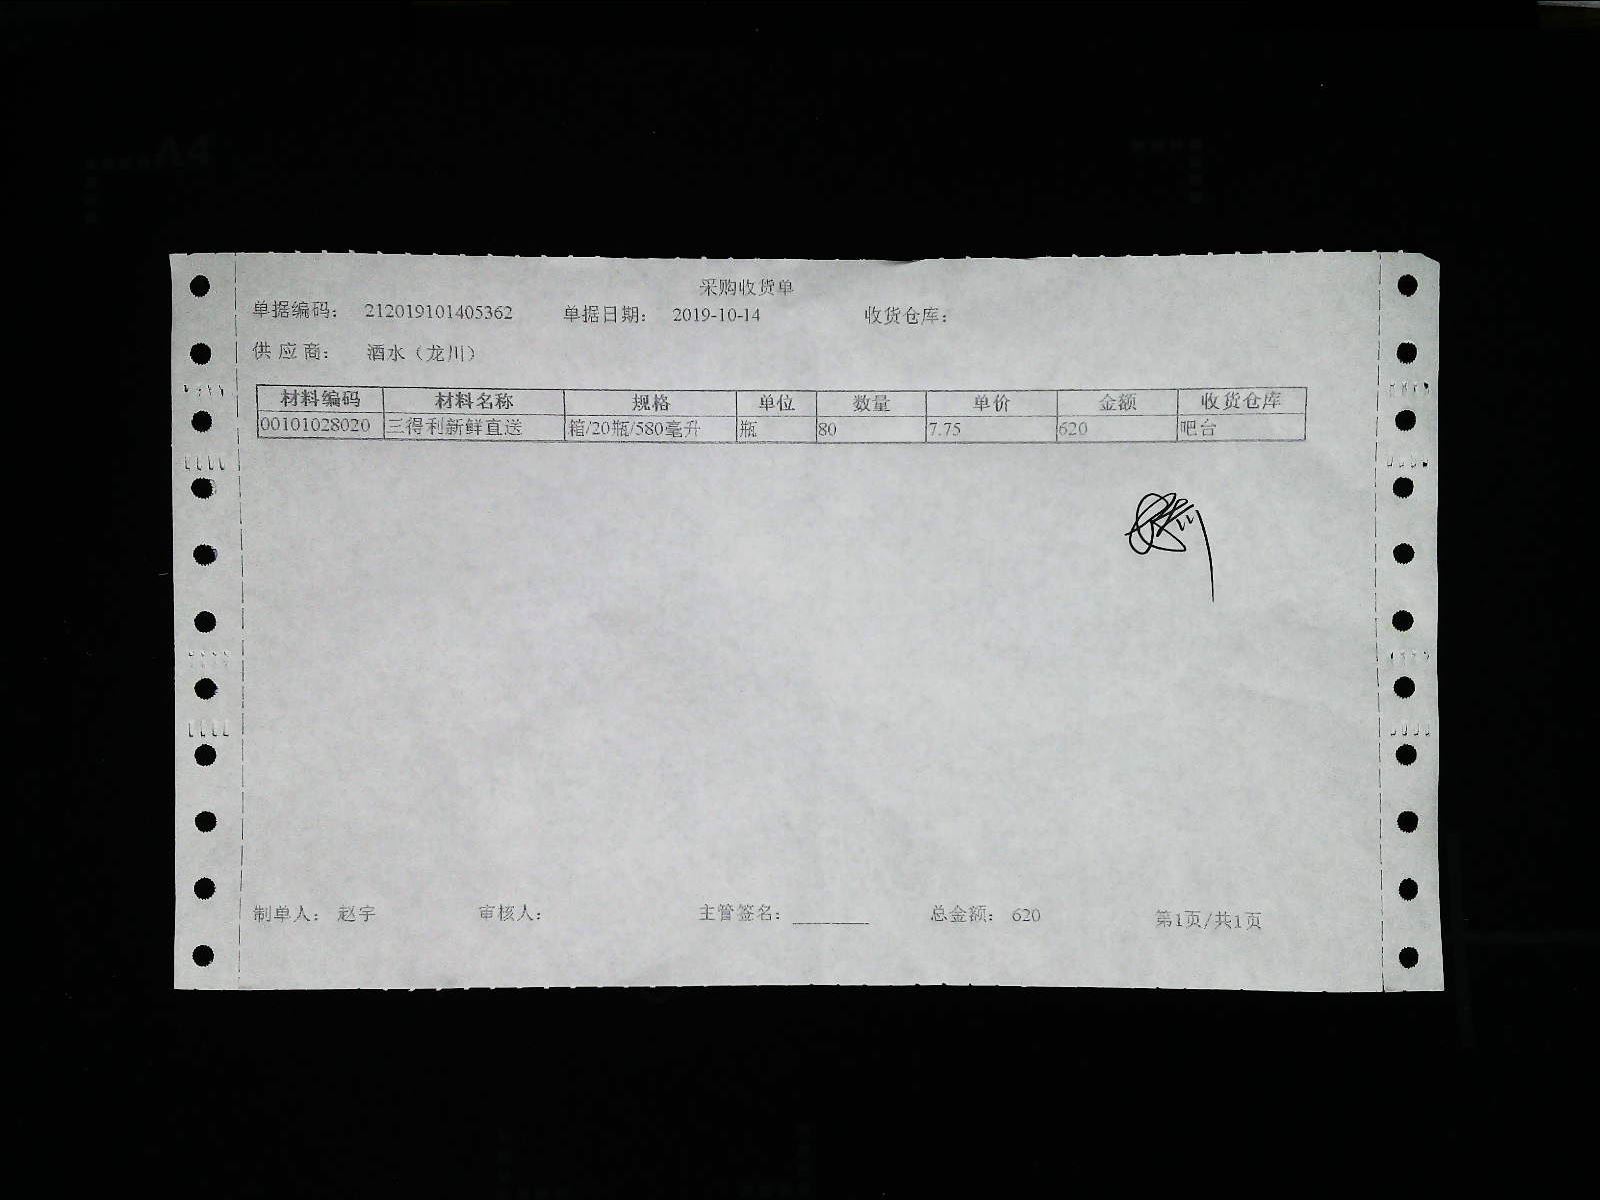 采购收货单
单据编码： 212019101405362 单据日期： 2019-10-14 收货仓库：
供应商： 酒水（龙川）
材料编码 材料名称 规格 单位 数量 单价 金额 收货仓库
00101028020 三得利新鲜直送 箱/20瓶/580毫升 瓶 80 7.75 620 吧台
制单人： 赵宇 审核人： 主管签名：________ 总金额： 620 第1页/共1页